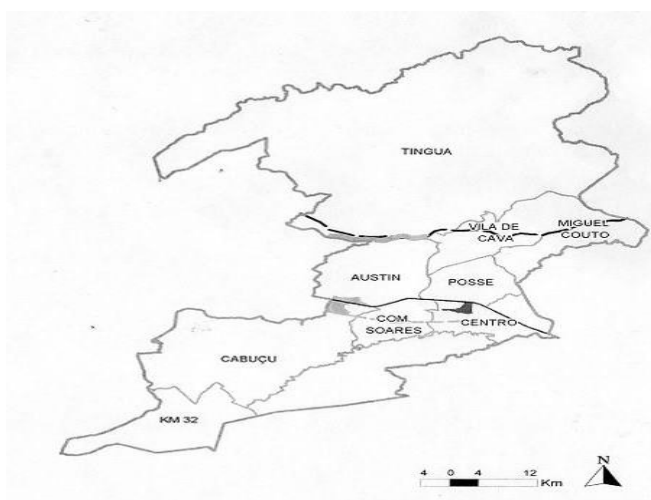 TINGUA
VILA DE
CAVA
MIGUEL
COUTO
AUSTIN
POSSE
COM
SOARES
CENTRO
CABUÇU
KM 32
N
4 0 4 12
Km